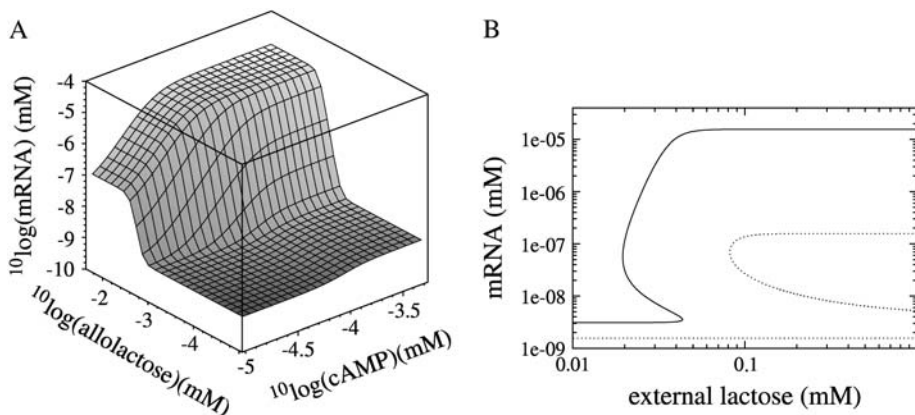 A
B
¹⁰log(mRNA) (mM)
-4
-5
-6
-7
-8
-9
-10
-2
-3
-4
-5
¹⁰log(allolactose)(mM)
-4.5
-4
-3.5
¹⁰log(cAMP)(mM)
mRNA (mM)
1e-05
1e-06
1e-07
1e-08
1e-09
0.01
0.1
external lactose (mM)